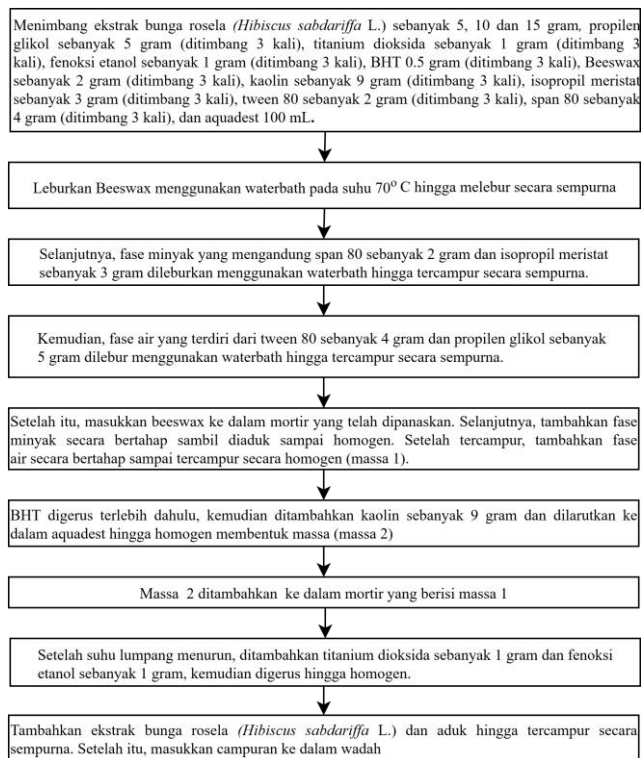 Menimbang ekstrak bunga rosela (Hibiscus sabdariffa L.) sebanyak 5, 10 dan 15 gram, propilen
glikol sebanyak 5 gram (ditimbang 3 kali), titanium dioksida sebanyak 1 gram (ditimbang 3
kali), fenoksi etanol sebanyak 1 gram (ditimbang 3 kali), BHT 0.5 gram (ditimbang 3 kali), Beeswax
sebanyak 2 gram (ditimbang 3 kali), kaolin sebanyak 9 gram (ditimbang 3 kali), isopropil meristat
sebanyak 3 gram (ditimbang 3 kali), tween 80 sebanyak 2 gram (ditimbang 3 kali), span 80 sebanyak
4 gram (ditimbang 3 kali), dan aquadest 100 mL.
Leburkan Beeswax menggunakan waterbath pada suhu 70⁰ C hingga melebur secara sempurna
Selanjutnya, fase minyak yang mengandung span 80 sebanyak 2 gram dan isopropil meristat
sebanyak 3 gram dileburkan menggunakan waterbath hingga tercampur secara sempurna.
Kemudian, fase air yang terdiri dari tween 80 sebanyak 4 gram dan propilen glikol sebanyak
5 gram dilebur menggunakan waterbath hingga tercampur secara sempurna.
Setelah itu, masukkan beeswax ke dalam mortir yang telah dipanaskan. Selanjutnya, tambahkan fase
minyak secara bertahap sambil diaduk sampai homogen. Setelah tercampur, tambahkan fase
air secara bertahap sampai tercampur secara homogen (massa 1).
BHT digerus terlebih dahulu, kemudian ditambahkan kaolin sebanyak 9 gram dan dilarutkan ke
dalam aquadest hingga homogen membentuk massa (massa 2)
Massa 2 ditambahkan ke dalam mortir yang berisi massa 1
Setelah suhu lumpang menurun, ditambahkan titanium dioksida sebanyak 1 gram dan fenoksi
etanol sebanyak 1 gram, kemudian digerus hingga homogen.
Tambahkan ekstrak bunga rosela (Hibiscus sabdariffa L.) dan aduk hingga tercampur secara
sempurna. Setelah itu, masukkan campuran ke dalam wadah